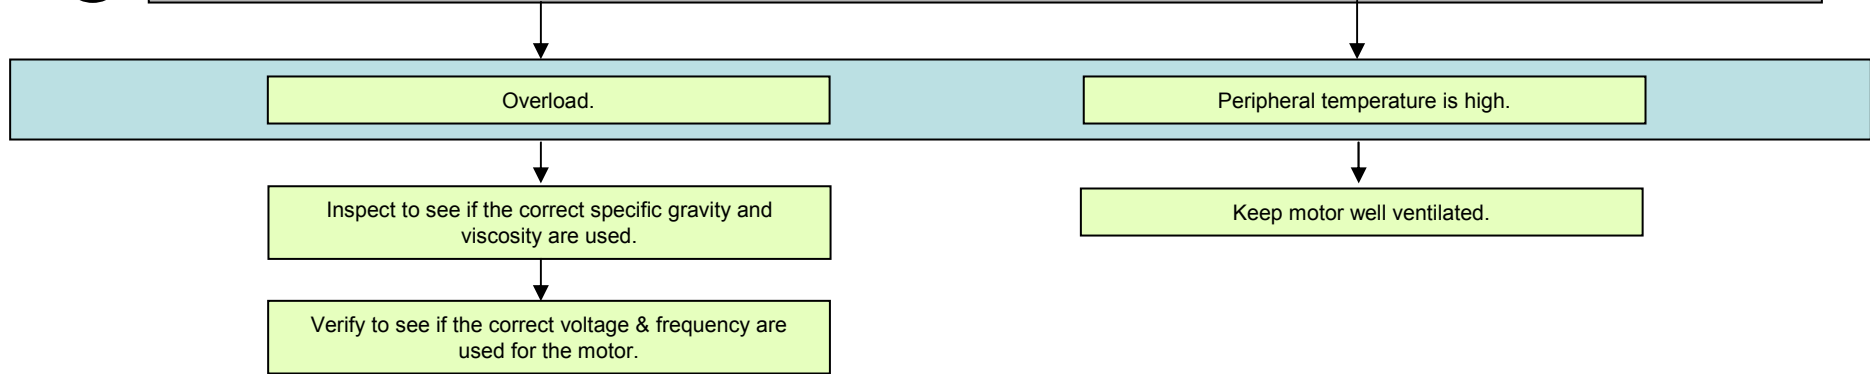 Overload.
Peripheral temperature is high.
Inspect to see if the correct specific gravity and
viscosity are used.
Keep motor well ventilated.
Verify to see if the correct voltage & frequency are
used for the motor.